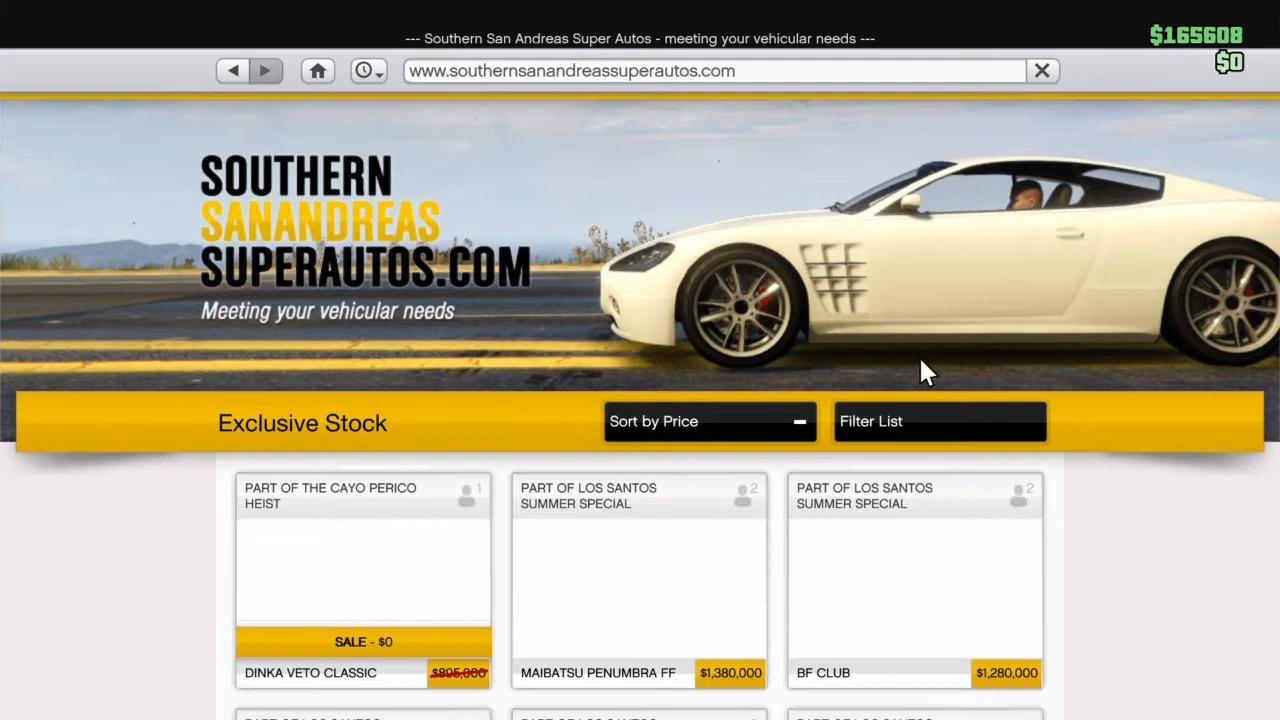 --- Southern San Andreas Super Autos - meeting your vehicular needs ---
$165608
$0
www.southernsanandreassuperautos.com
SOUTHERN
SANANDREAS
SUPERAUTOS.COM
Meeting your vehicular needs
Exclusive Stock
Sort by Price
Filter List
PART OF THE CAYO PERICO
HEIST
1
SALE - $0
DINKA VETO CLASSIC
$895,000
PART OF LOS SANTOS
SUMMER SPECIAL
2
MAIBATSU PENUMBRA FF
$1,380,000
PART OF LOS SANTOS
SUMMER SPECIAL
2
BF CLUB
$1,280,000